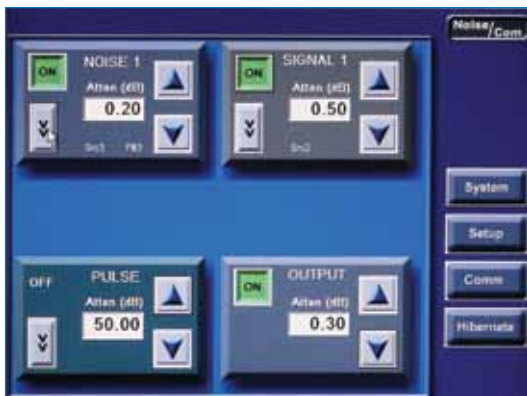 Noise/Com
ON
NOISE 1
Atten (dB)
0.20
ON
SIGNAL 1
Atten (dB)
0.50
Src2
OFF
PULSE
Atten (dB)
50.00
ON
OUTPUT
Atten (dB)
0.30
System
Setup
Comm
Hibernate